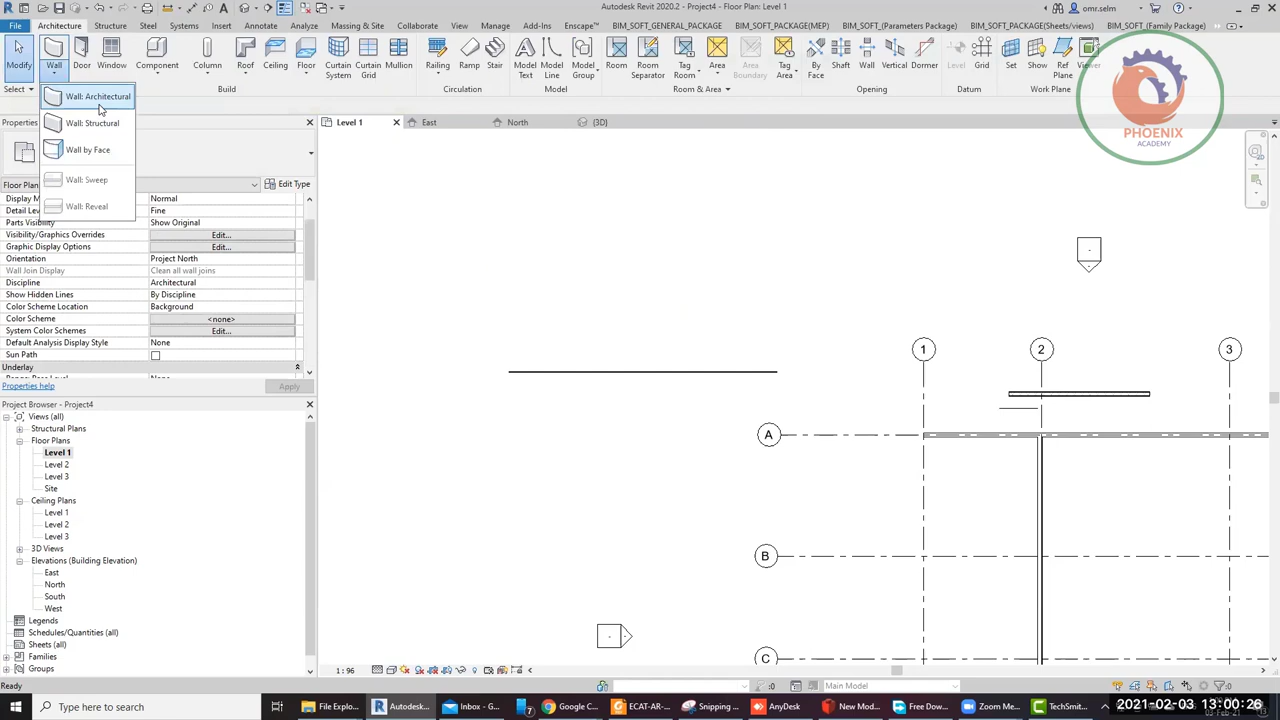 Autodesk Revit 2020.2 - Project4 - Floor Plan: Level 1
omr.selm
File
Architecture
Structure
Steel
Systems
Insert
Annotate
Analyze
Massing & Site
Collaborate
View
Manage
Add-Ins
Enscape™
BIM_SOFT_GENERAL_PACKAGE
BIM_SOFT_PACKAGE(MEP)
BIM_SOFT_(Parameters Package)
BIM_SOFT_PACKAGE(Sheets/views)
BIM_SOFT_(Family Package)
Modify
Wall
Door
Window
Component
Column
Roof
Ceiling
Floor
Curtain System
Curtain Grid
Mullion
Railing
Ramp
Stair
Model Text
Model Line
Model Group
Room
Room Separator
Tag Room
Area
Area Boundary
Tag Area
By Face
Shaft
Wall
Vertical
Dormer
Level
Grid
Set
Show
Ref Plane
Viewer
Select
Build
Circulation
Model
Room & Area
Opening
Datum
Work Plane
Wall: Architectural
Wall: Structural
Wall by Face
Wall: Sweep
Wall: Reveal
PHOENIX
ACADEMY
Properties
Level 1
East
North
(3D)
Floor Plan
Edit Type
Normal
Fine
Parts Visibility
Show Original
Visibility/Graphics Overrides
Edit...
Graphic Display Options
Edit...
Orientation
Project North
Wall Join Display
Clean all wall joins
Discipline
Architectural
Show Hidden Lines
By Discipline
Color Scheme Location
Background
Color Scheme
<none>
System Color Schemes
Edit...
Default Analysis Display Style
None
Sun Path
Underlay
Properties help
Apply
Project Browser - Project4
Views (all)
Structural Plans
Floor Plans
Level 1
Level 2
Level 3
Site
Ceiling Plans
Level 1
Level 2
Level 3
3D Views
Elevations (Building Elevation)
East
North
South
West
Legends
Schedules/Quantities (all)
Sheets (all)
Families
Groups
1
2
3
A
B
C
1 : 96
Ready
:0
Main Model
:0
Type here to search
File Explo...
Autodesk...
Inbox - G...
Google C...
ECAT-AR-...
Snipping ...
AnyDesk
New Mod...
Free Dow...
Zoom Me...
TechSmit...
2021-02-03 13:00:26